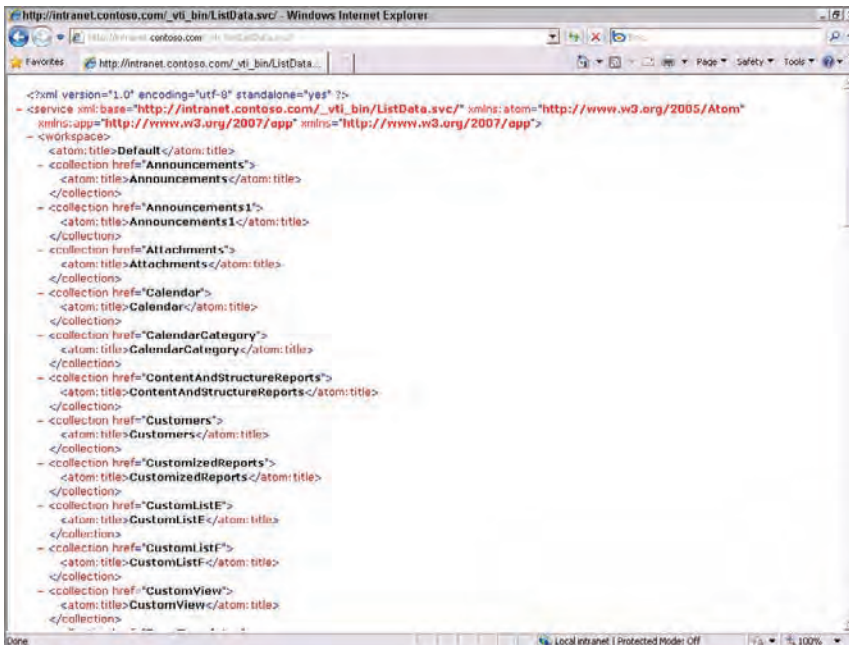 http://intranet.contoso.com/_vti_bin/ListData.svc/ - Windows Internet Explorer
contoso.com
Favorites http://intranet.contoso.com/_vti_bin/ListData... Page Safety Tools
<?xml version="1.0" encoding="utf-8" standalone="yes" ?>
- <service xml:base="http://intranet.contoso.com/_vti_bin/ListData.svc/" xmlns:atom="http://www.w3.org/2005/Atom"
xmlns:app="http://www.w3.org/2007/app" xmlns="http://www.w3.org/2007/app">
- <workspace>
<atom:title>Default</atom:title>
- <collection href="Announcements">
<atom:title>Announcements</atom:title>
</collection>
- <collection href="Announcements1">
<atom:title>Announcements1</atom:title>
</collection>
- <collection href="Attachments">
<atom:title>Attachments</atom:title>
</collection>
- <collection href="Calendar">
<atom:title>Calendar</atom:title>
</collection>
- <collection href="CalendarCategory">
<atom:title>CalendarCategory</atom:title>
</collection>
- <collection href="ContentAndStructureReports">
<atom:title>ContentAndStructureReports</atom:title>
</collection>
- <collection href="Customers">
<atom:title>Customers</atom:title>
</collection>
- <collection href="CustomizedReports">
<atom:title>CustomizedReports</atom:title>
</collection>
- <collection href="CustomListE">
<atom:title>CustomListE</atom:title>
</collection>
- <collection href="CustomListF">
<atom:title>CustomListF</atom:title>
</collection>
- <collection href="CustomView">
<atom:title>CustomView</atom:title>
</collection>
Done Local intranet | Protected Mode: Off 100%